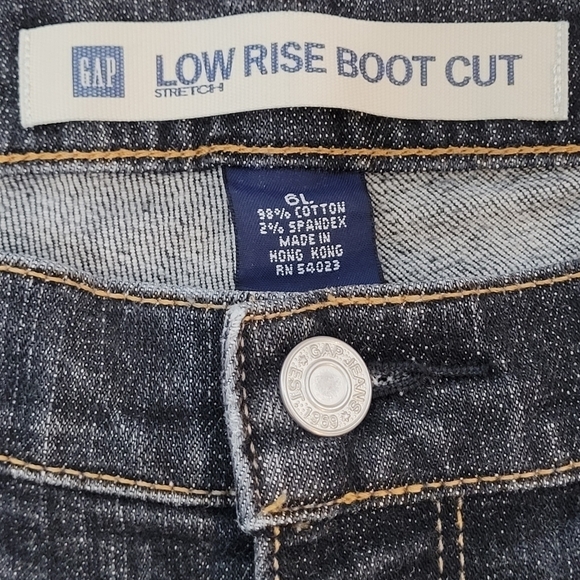 GAP
LOW RISE BOOT CUT
STRETCH
6L
98% COTTON
2% SPANDEX
MADE IN
HONG KONG
RN 54023
GAP JEANS
EST 1969